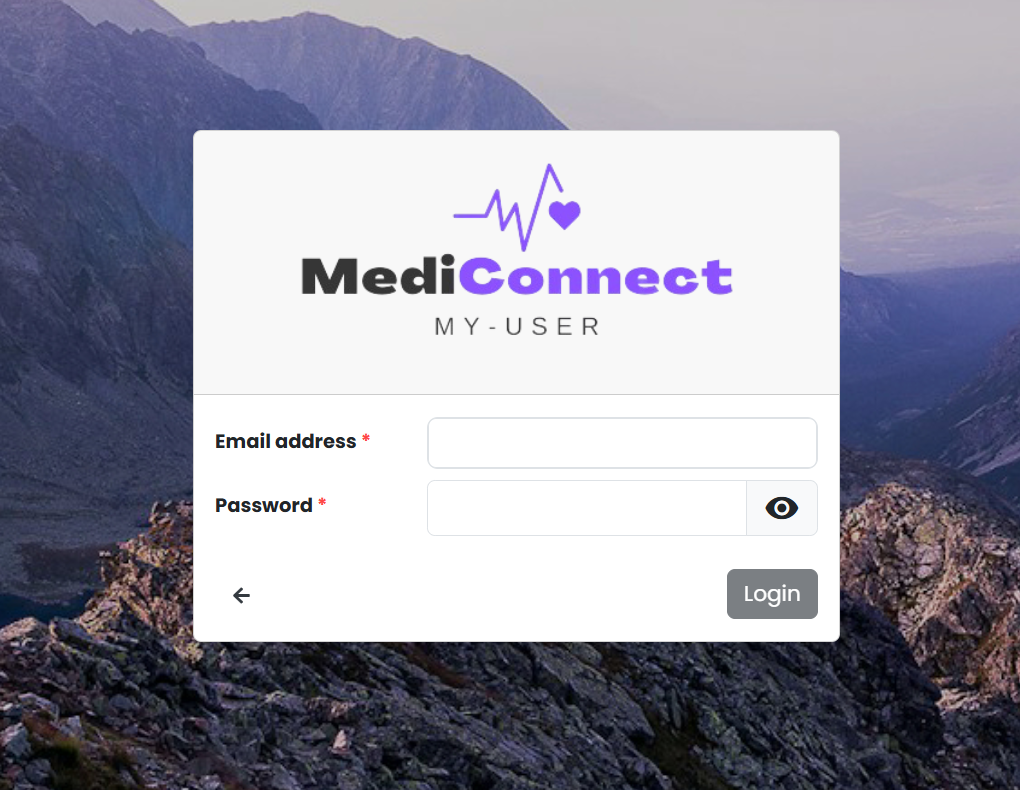 MediConnect
MY-USER
Email address *
Password *
Login